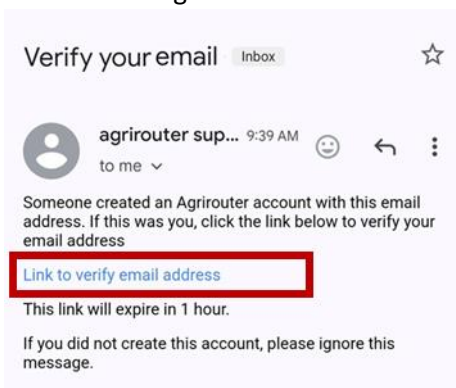 Verify your email Inbox
agrirouter sup... 9:39 AM
to me
Someone created an Agrirouter account with this email
address. If this was you, click the link below to verify your
email address
Link to verify email address
This link will expire in 1 hour.
If you did not create this account, please ignore this
message.